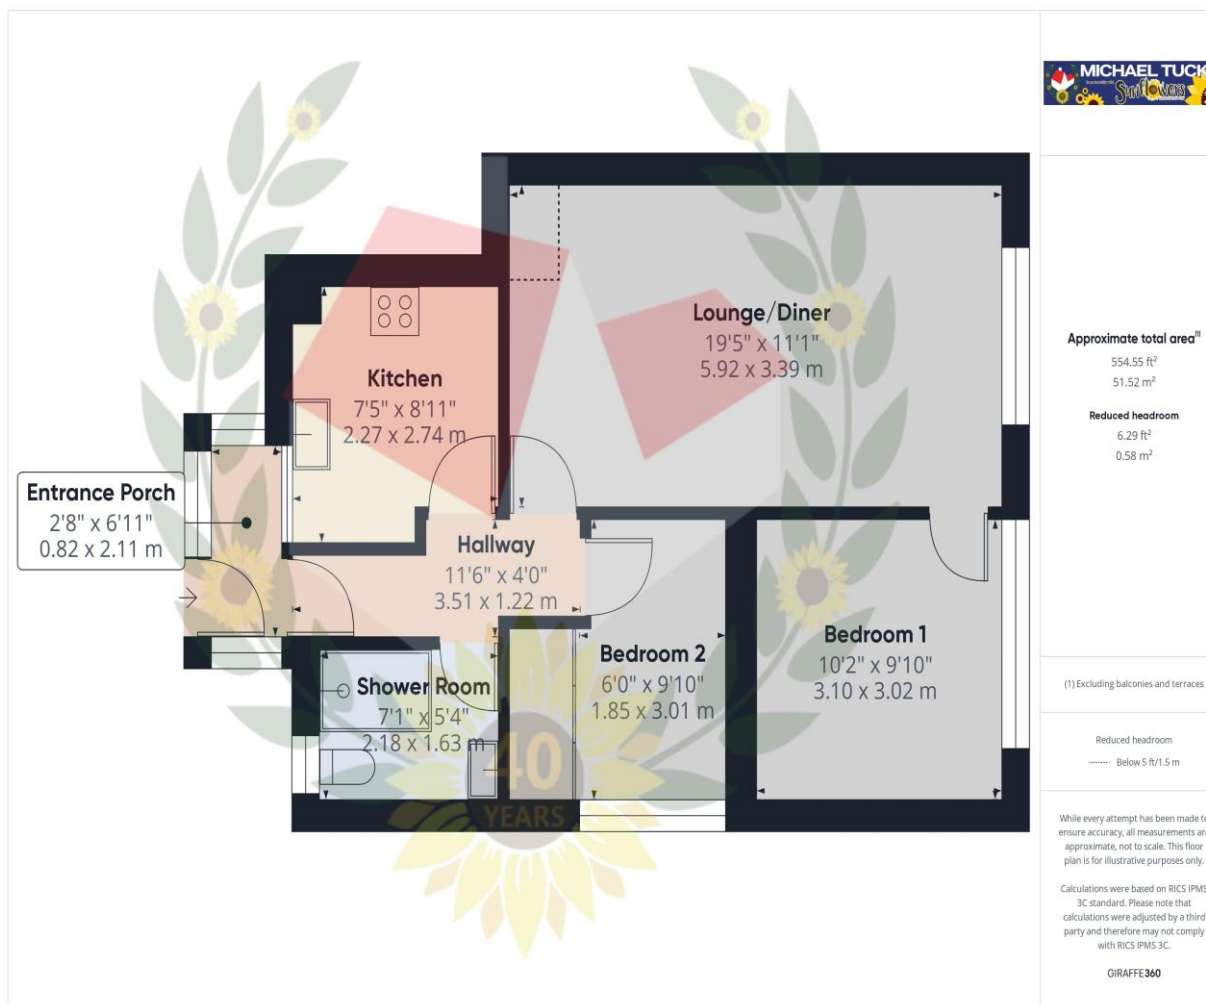 MICHAEL TUCK
Sunflowers
Lounge/Diner
19'5" x 11'1"
5.92 x 3.39 m
Kitchen
7'5" x 8'11"
2.27 x 2.74 m
Entrance Porch
2'8" x 6'11"
0.82 x 2.11 m
Hallway
11'6" x 4'0"
3.51 x 1.22 m
Bedroom 1
10'2" x 9'10"
3.10 x 3.02 m
Bedroom 2
6'0" x 9'10"
1.85 x 3.01 m
Shower Room
7'1" x 5'4"
2.18 x 1.63 m
40
YEARS
Approximate total area⁽¹⁾
554.55 ft²
51.52 m²
Reduced headroom
6.29 ft²
0.58 m²
(1) Excluding balconies and terraces
Reduced headroom
Below 5 ft/1.5 m
While every attempt has been made to
ensure accuracy, all measurements are
approximate, not to scale. This floor
plan is for illustrative purposes only.
Calculations were based on RICS IPMS
3C standard. Please note that
calculations were adjusted by a third
party and therefore may not comply
with RICS IPMS 3C.
GIRAFFE360